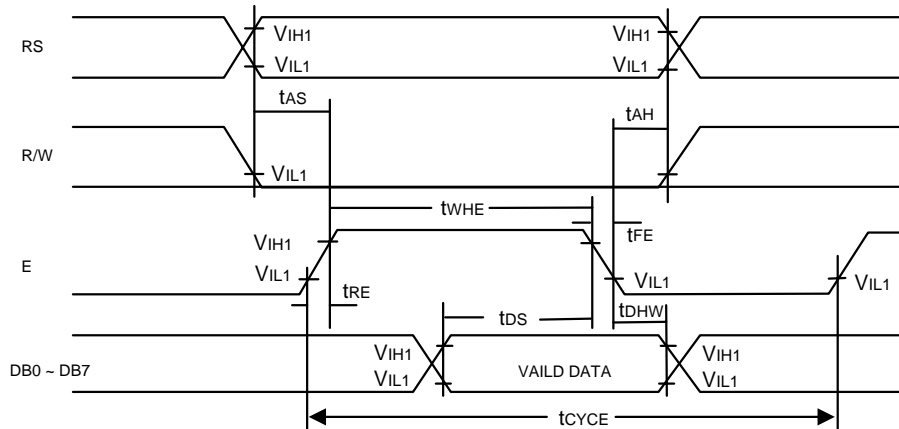 RS
VIH1
VIH1
VIL1
VIL1
tAS
tAH
R/W
VIL1
tWHE
VIH1
tFE
E
VIL1
VIL1
VIL1
tRE
tDS
tDHW
VIH1
VIH1
DB0 ~ DB7
VIL1
VAILD DATA
VIL1
tCYCE